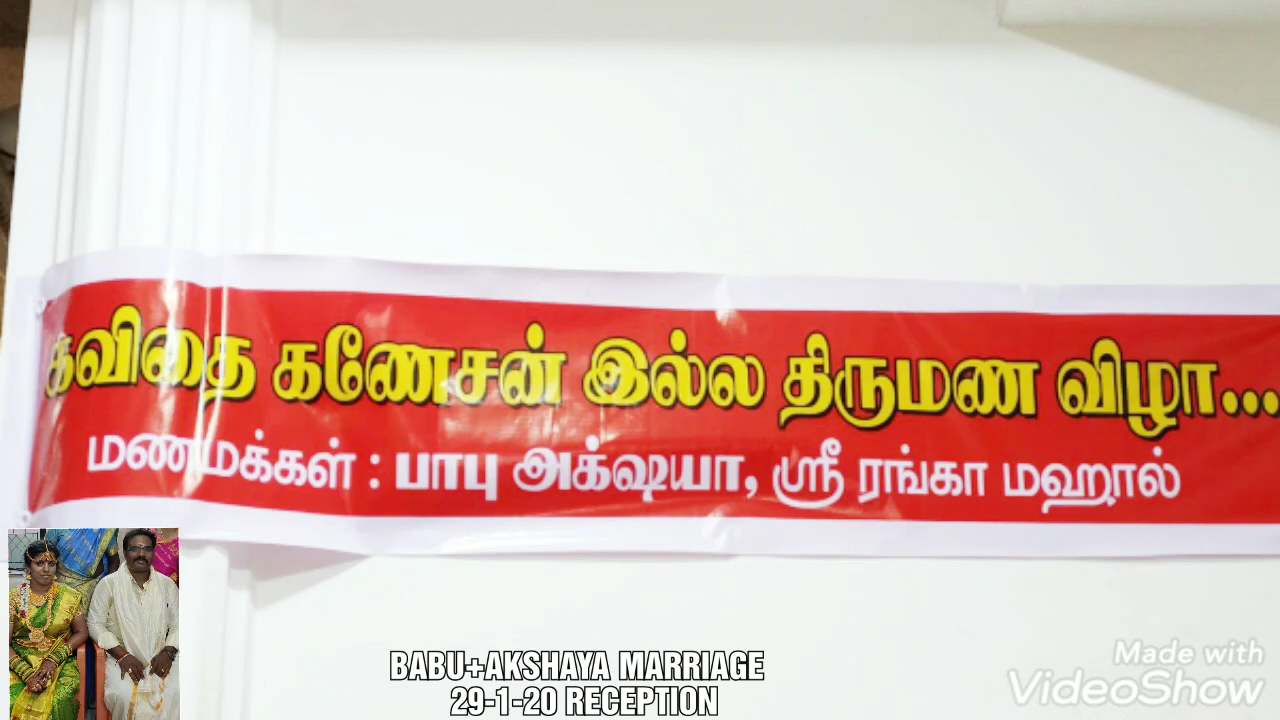 கவிதை கணேசன் இல்ல திருமண விழா...
மணமக்கள் : பாபு அக்ஷயா, ஸ்ரீ ரங்கா மஹால்
BABU+AKSHAYA MARRIAGE
29-1-20 RECEPTION
Made with
VideoShow